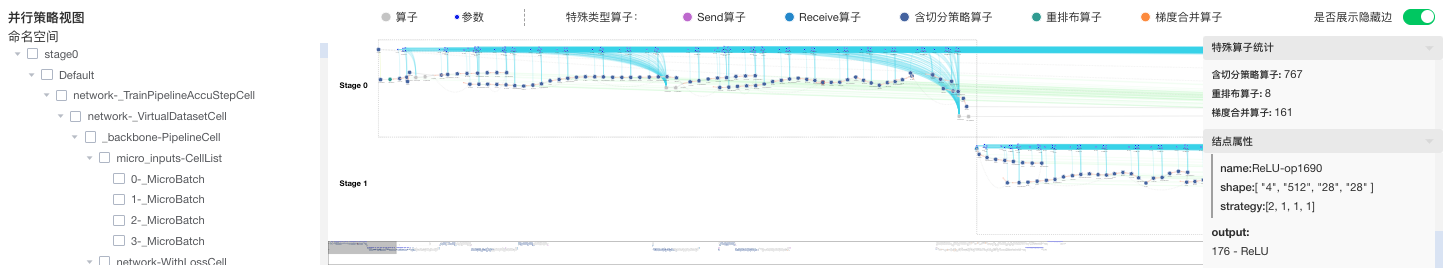 并行策略视图
命名空间
stage0
Default
network-_TrainPipelineAccuStepCell
network-_VirtualDatasetCell
_backbone-PipelineCell
micro_inputs-CellList
0-_MicroBatch
1-_MicroBatch
2-_MicroBatch
3-_MicroBatch
network-WithLossCell
算子 参数 特殊类型算子: Send算子 Receive算子 含切分策略算子 重排布算子 梯度合并算子 是否展示隐藏边
Stage 0
Stage 1
特殊算子统计
含切分策略算子: 767
重排布算子: 8
梯度合并算子: 161
结点属性
name:ReLU-op1690
shape:[ "4", "512", "28", "28" ]
strategy:[2, 1, 1, 1]
output:
176 - ReLU